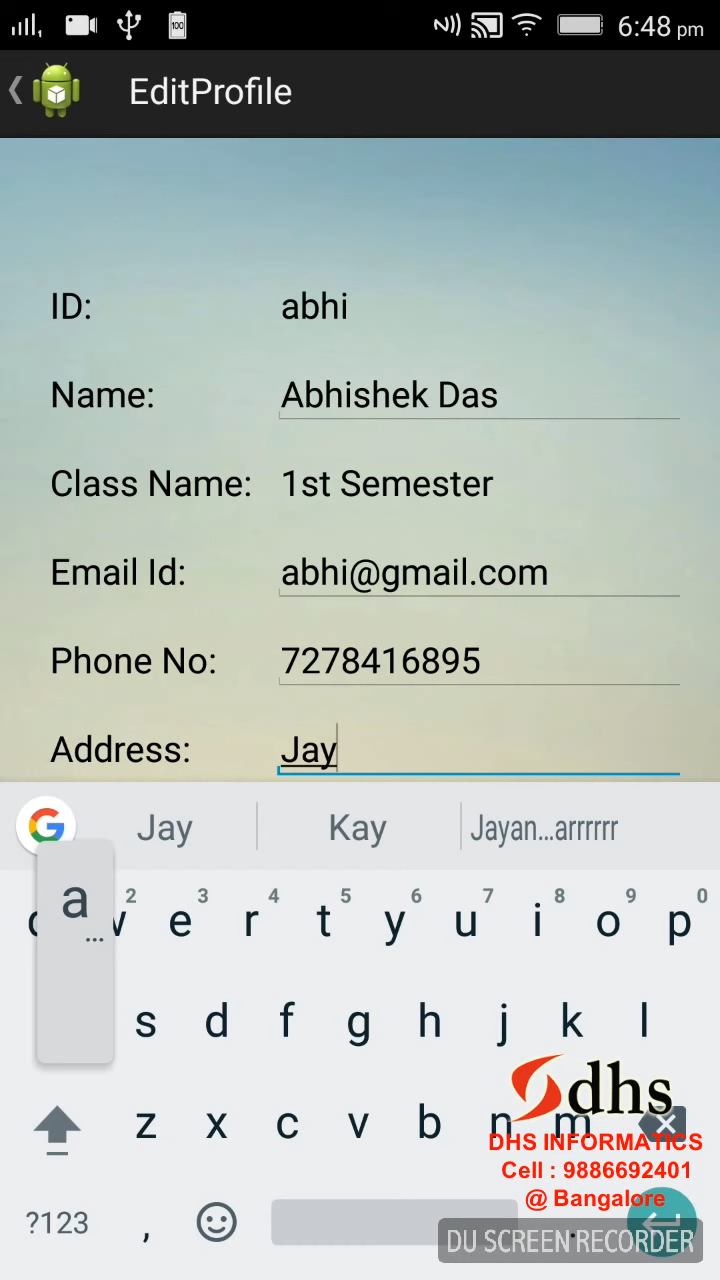 100 6:48 pm
EditProfile
ID: abhi
Name: Abhishek Das
Class Name: 1st Semester
Email Id: abhi@gmail.com
Phone No: 7278416895
Address: Jay
G Jay Kay Jayan...arrrrrr
2 3 4 5 6 7 8 9 0
w e r t y u i o p
a ...
s d f g h j k l
z x c v b n m
dhs
DHS INFORMATICS
Cell : 9886692401
@ Bangalore
?123 , .
DU SCREEN RECORDER